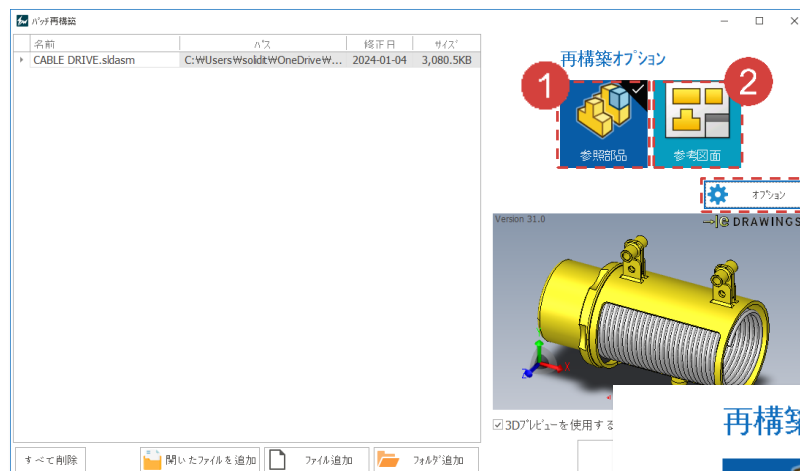 バッチ再構築
名前 パス 修正日 サイズ
CABLE DRIVE.sldasm C:₩Users₩solidit₩OneDrive₩... 2024-01-04 3,080.5KB
再構築オプション
1 2
参照部品 参考図面
オプション
Version 31.0
eDRAWINGS
X
Z
3Dプレビューを使用する
再構築
すべて削除 開いたファイルを追加 ファイル追加 フォルダ追加